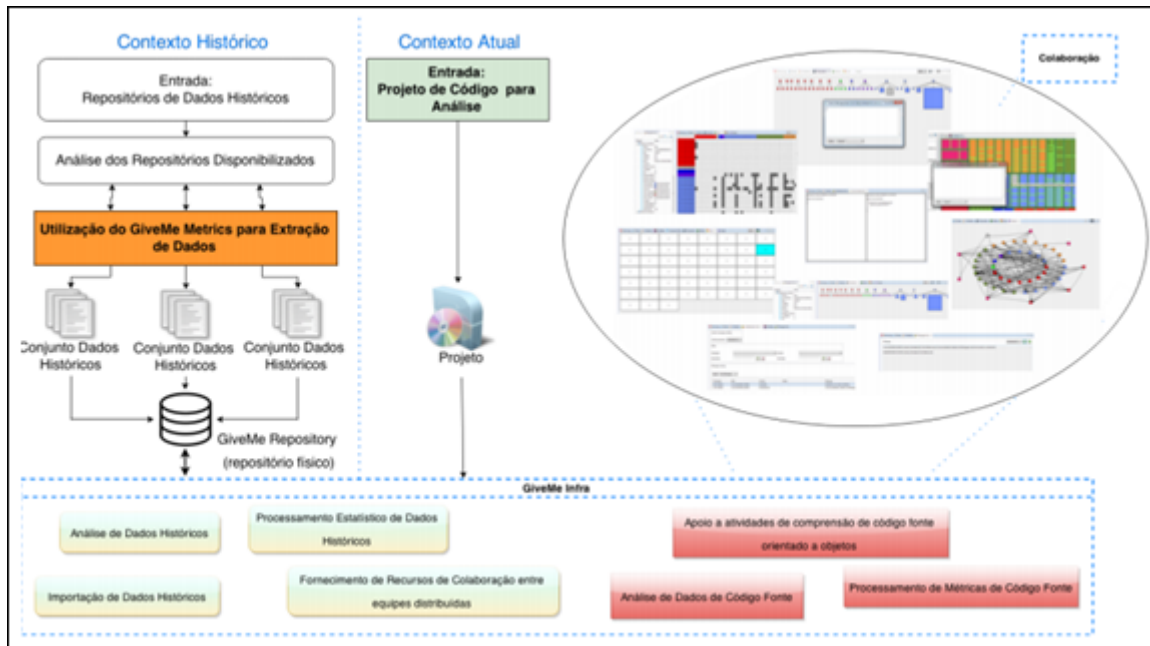 Contexto Histórico
Entrada:
Repositórios de Dados Históricos
Análise dos Repositórios Disponibilizados
Utilização do GiveMe Metrics para Extração
de Dados
Conjunto Dados
Históricos
Conjunto Dados
Históricos
Conjunto Dados
Históricos
GiveMe Repository
(repositório físico)
Contexto Atual
Entrada:
Projeto de Código para
Análise
Projeto
Colaboração
GiveMe Infra
Análise de Dados Históricos
Processamento Estatístico de Dados
Históricos
Importação de Dados Históricos
Fornecimento de Recursos de Colaboração entre
equipes distribuídas
Apoio a atividades de comprensão de código fonte
orientado a objetos
Análise de Dados de Código Fonte
Processamento de Métricas de Código Fonte